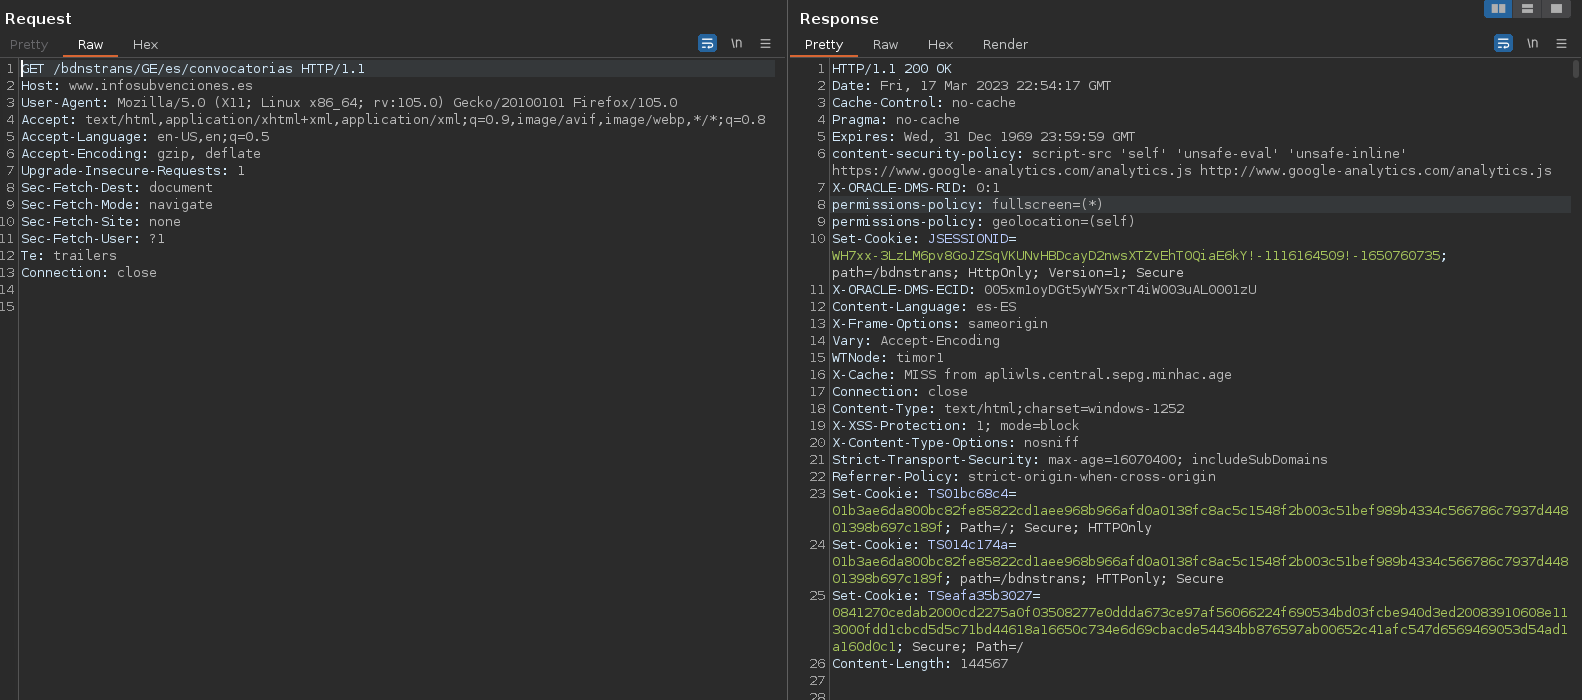 Request
Pretty Raw Hex \n
1 GET /bdnstrans/GE/es/convocatorias HTTP/1.1
2 Host: www.infosubvenciones.es
3 User-Agent: Mozilla/5.0 (X11; Linux x86_64; rv:105.0) Gecko/20100101 Firefox/105.0
4 Accept: text/html,application/xhtml+xml,application/xml;q=0.9,image/avif,image/webp,*/*;q=0.8
5 Accept-Language: en-US,en;q=0.5
6 Accept-Encoding: gzip, deflate
7 Upgrade-Insecure-Requests: 1
8 Sec-Fetch-Dest: document
9 Sec-Fetch-Mode: navigate
10 Sec-Fetch-Site: none
11 Sec-Fetch-User: ?1
12 Te: trailers
13 Connection: close
14
15
Response
Pretty Raw Hex Render \n
1 HTTP/1.1 200 OK
2 Date: Fri, 17 Mar 2023 22:54:17 GMT
3 Cache-Control: no-cache
4 Pragma: no-cache
5 Expires: Wed, 31 Dec 1969 23:59:59 GMT
6 content-security-policy: script-src 'self' 'unsafe-eval' 'unsafe-inline'
https://www.google-analytics.com/analytics.js http://www.google-analytics.com/analytics.js
7 X-ORACLE-DMS-RID: 0:1
8 permissions-policy: fullscreen=(*)
9 permissions-policy: geolocation=(self)
10 Set-Cookie: JSESSIONID=
WH7xx-3LzLM6pv8GoJZSqVKUNvHBDcayD2nwsXTZvEhT0QiaE6kY!-1116164509!-1650760735;
path=/bdnstrans; HttpOnly; Version=1; Secure
11 X-ORACLE-DMS-ECID: 005xm1oyDGt5yWY5xrT4iW003uAL0001zU
12 Content-Language: es-ES
13 X-Frame-Options: sameorigin
14 Vary: Accept-Encoding
15 WTNode: timor1
16 X-Cache: MISS from apliwls.central.sepg.minhac.age
17 Connection: close
18 Content-Type: text/html;charset=windows-1252
19 X-XSS-Protection: 1; mode=block
20 X-Content-Type-Options: nosniff
21 Strict-Transport-Security: max-age=16070400; includeSubDomains
22 Referrer-Policy: strict-origin-when-cross-origin
23 Set-Cookie: TS01bc68c4=
01b3ae6da800bc82fe85822cd1aee968b966afd0a0138fc8ac5c1548f2b003c51bef989b4334c566786c7937d448
01398b697c189f; Path=/; Secure; HTTPOnly
24 Set-Cookie: TS014c174a=
01b3ae6da800bc82fe85822cd1aee968b966afd0a0138fc8ac5c1548f2b003c51bef989b4334c566786c7937d448
01398b697c189f; path=/bdnstrans; HTTPonly; Secure
25 Set-Cookie: TSeafa35b3027=
0841270cedab2000cd2275a0f03508277e0ddda673ce97af56066224f690534bd03fcbe940d3ed20083910608e11
3000fdd1cbcd5d5c71bd44618a16650c734e6d69cbacde54434bb876597ab00652c41afc547d6569469053d54ad1
a160d0c1; Secure; Path=/
26 Content-Length: 144567
27
28